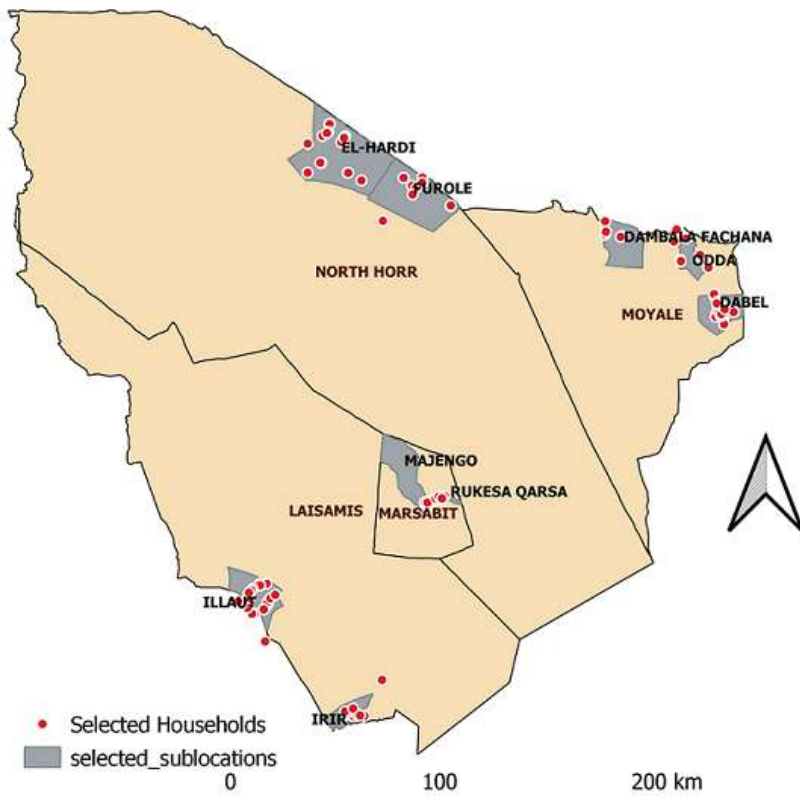 EL-HARDI
FUROLE
DAMBALA FACHANA
ODDA
NORTH HORR
DABEL
MOYALE
MAJENGO
RUKESA QARSA
LAISAMIS
MARSABIT
ILLAUT
IRIR
Selected Households
selected_sublocations
0 100 200 km